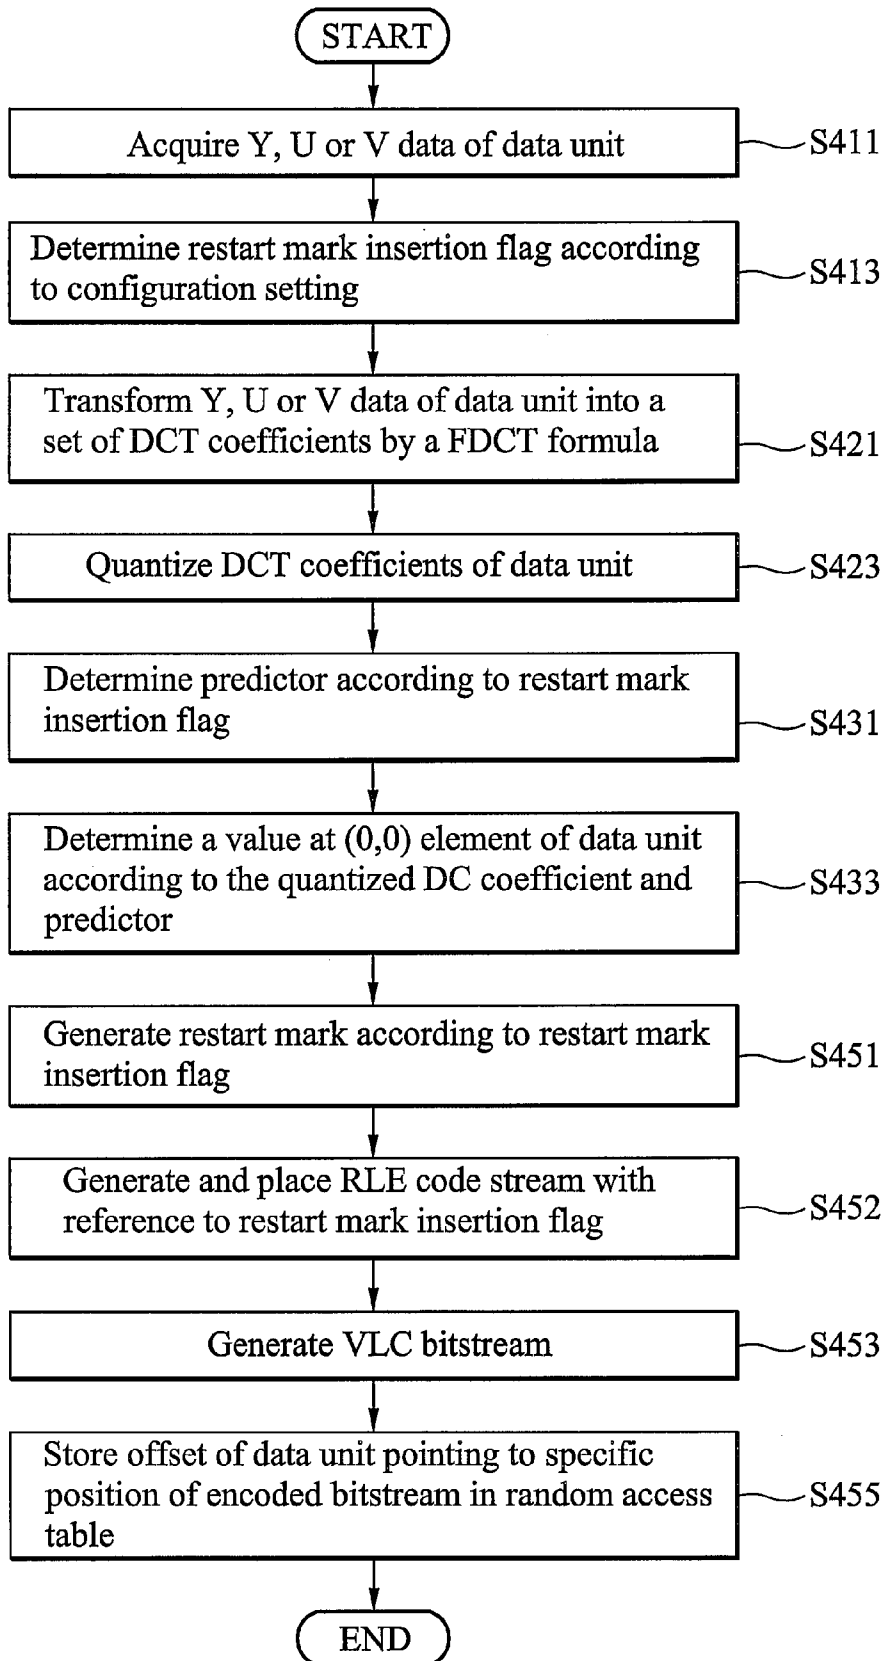 START
Acquire Y, U or V data of data unit
S411
Determine restart mark insertion flag according
to configuration setting
S413
Transform Y, U or V data of data unit into a
set of DCT coefficients by a FDCT formula
S421
Quantize DCT coefficients of data unit
S423
Determine predictor according to restart mark
insertion flag
S431
Determine a value at (0,0) element of data unit
according to the quantized DC coefficient and
predictor
S433
Generate restart mark according to restart mark
insertion flag
S451
Generate and place RLE code stream with
reference to restart mark insertion flag
S452
Generate VLC bitstream
S453
Store offset of data unit pointing to specific
position of encoded bitstream in random access
table
S455
END